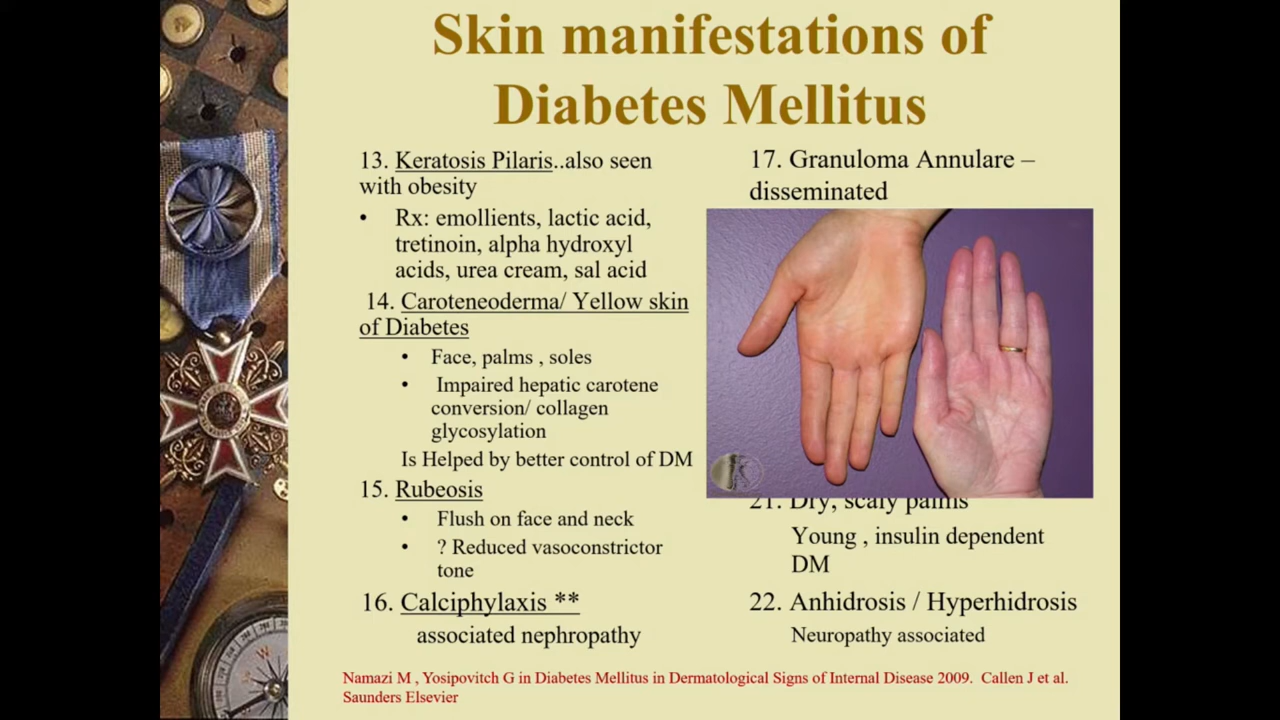 Skin manifestations of
Diabetes Mellitus
13. Keratosis Pilaris..also seen
with obesity
• Rx: emollients, lactic acid,
tretinoin, alpha hydroxyl
acids, urea cream, sal acid
14. Caroteneoderma/ Yellow skin
of Diabetes
• Face, palms , soles
• Impaired hepatic carotene
conversion/ collagen
glycosylation
Is Helped by better control of DM
15. Rubeosis
• Flush on face and neck
• ? Reduced vasoconstrictor
tone
16. Calciphylaxis **
associated nephropathy
17. Granuloma Annulare –
disseminated
21. Dry, scaly palms
Young , insulin dependent
DM
22. Anhidrosis / Hyperhidrosis
Neuropathy associated
Namazi M , Yosipovitch G in Diabetes Mellitus in Dermatological Signs of Internal Disease 2009. Callen J et al.
Saunders Elsevier